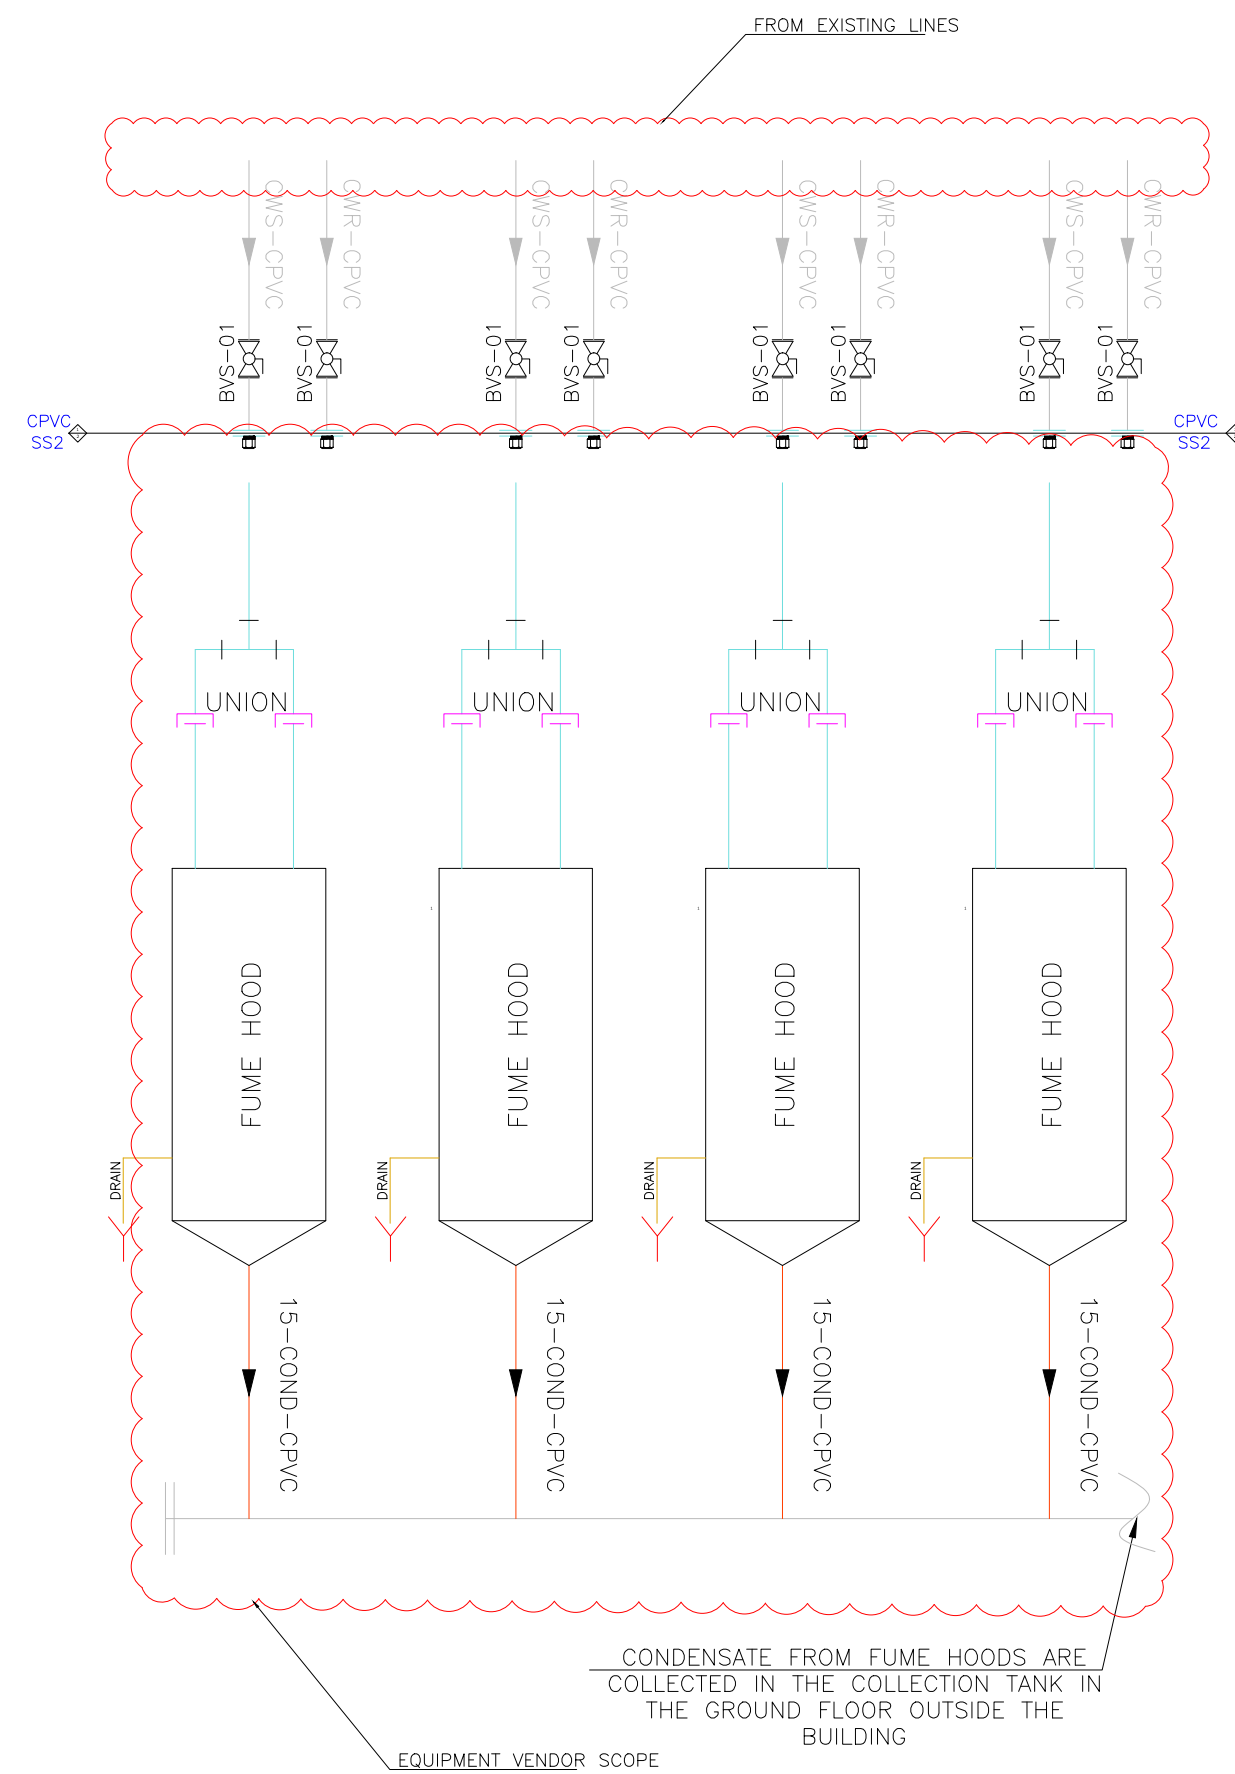 FROM EXISTING LINES
CWS-CPVC
CWR-CPVC
CWS-CPVC
CWR-CPVC
CWS-CPVC
CWR-CPVC
CWS-CPVC
CWR-CPVC
BVS-01
BVS-01
BVS-01
BVS-01
BVS-01
BVS-01
BVS-01
BVS-01
CPVC
SS2
CPVC
SS2
UNION
UNION
UNION
UNION
FUME HOOD
FUME HOOD
FUME HOOD
FUME HOOD
DRAIN
DRAIN
DRAIN
DRAIN
15-COND-CPVC
15-COND-CPVC
15-COND-CPVC
15-COND-CPVC
CONDENSATE FROM FUME HOODS ARE
COLLECTED IN THE COLLECTION TANK IN
THE GROUND FLOOR OUTSIDE THE
BUILDING
EQUIPMENT VENDOR SCOPE